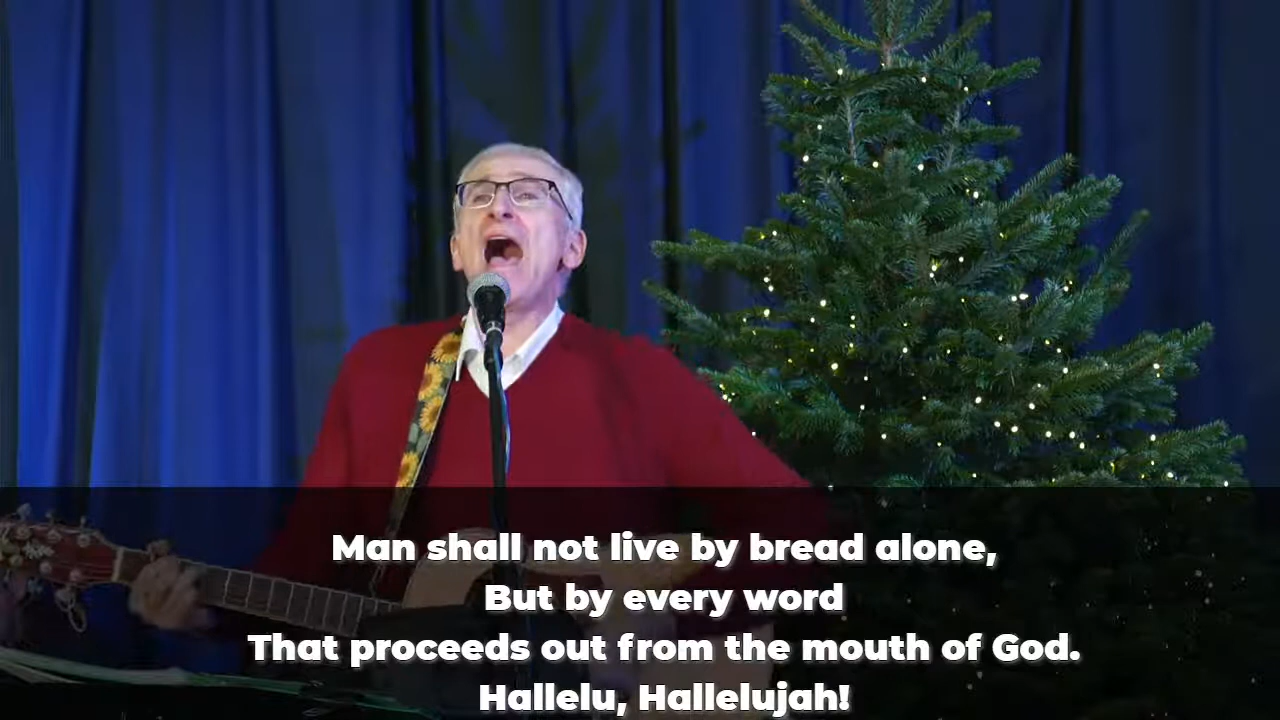 Man shall not live by bread alone,
But by every word
That proceeds out from the mouth of God.
Hallelu, Hallelujah!